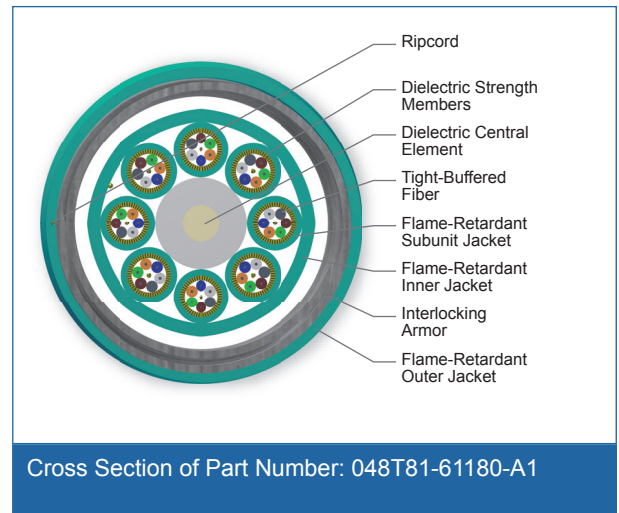 Ripcord
Dielectric Strength
Members
Dielectric Central
Element
Tight-Buffered
Fiber
Flame-Retardant
Subunit Jacket
Flame-Retardant
Inner Jacket
Interlocking
Armor
Flame-Retardant
Outer Jacket
Cross Section of Part Number: 048T81-61180-A1